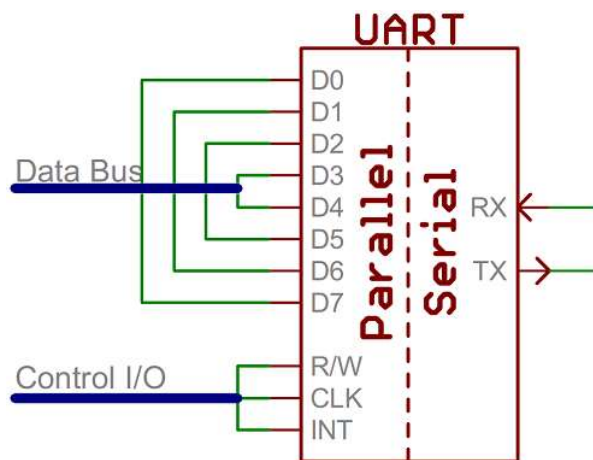 UART
D0
D1
D2
Data Bus
D3
D4
D5
D6
D7
Parallel
Serial
RX
TX
R/W
Control I/O
CLK
INT